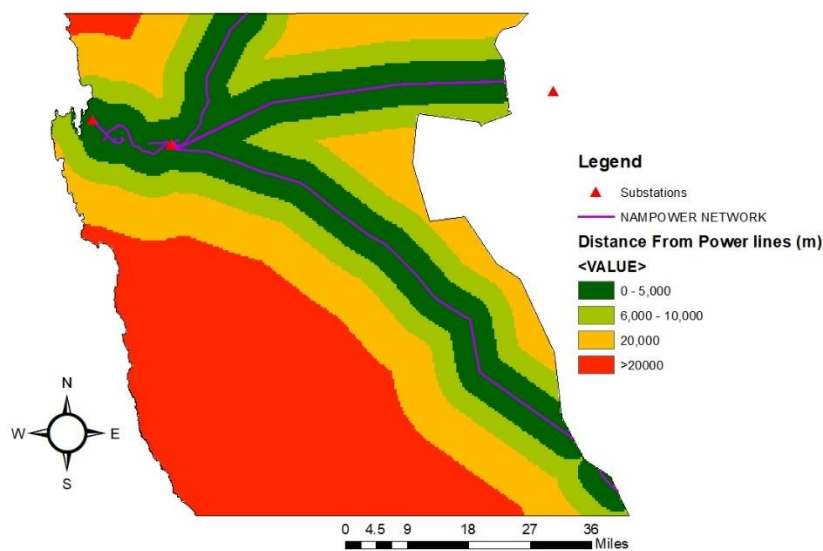 Legend
Substations
NAMPOWER NETWORK
Distance From Power lines (m)
<VALUE>
0 - 5,000
6,000 - 10,000
20,000
>20000
N
W E
S
0 4.5 9 18 27 36
Miles